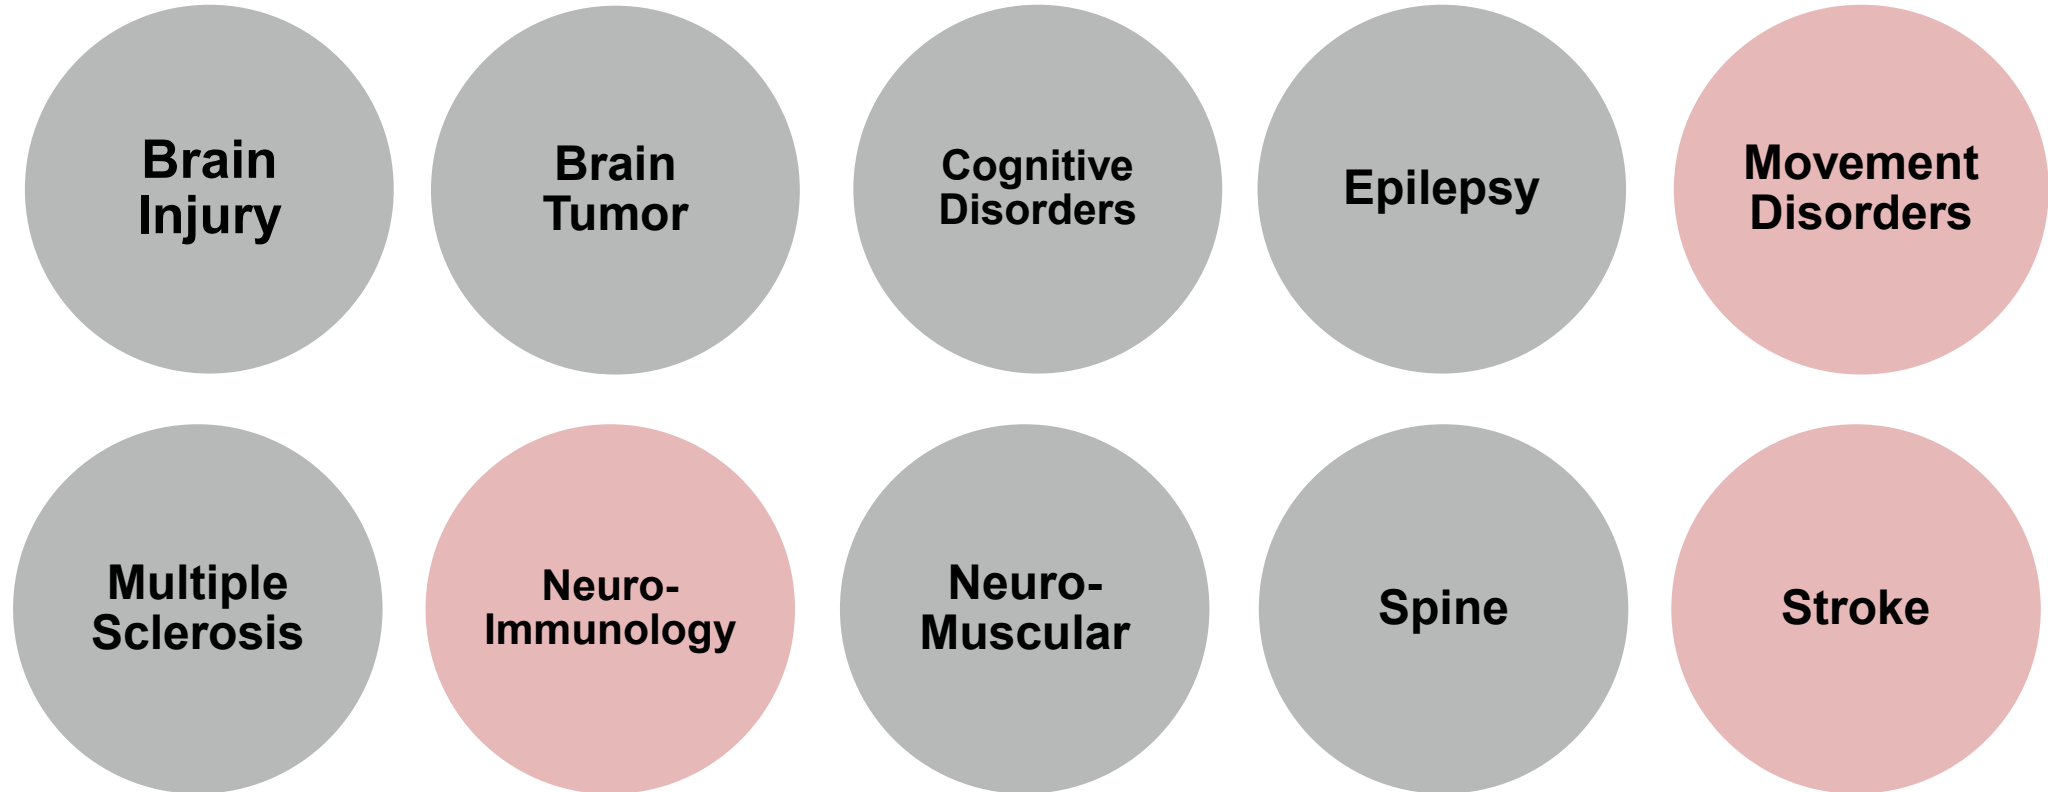 Brain
Injury
Brain
Tumor
Cognitive
Disorders
Epilepsy
Movement
Disorders
Multiple
Sclerosis
Neuro-
Immunology
Neuro-
Muscular
Spine
Stroke